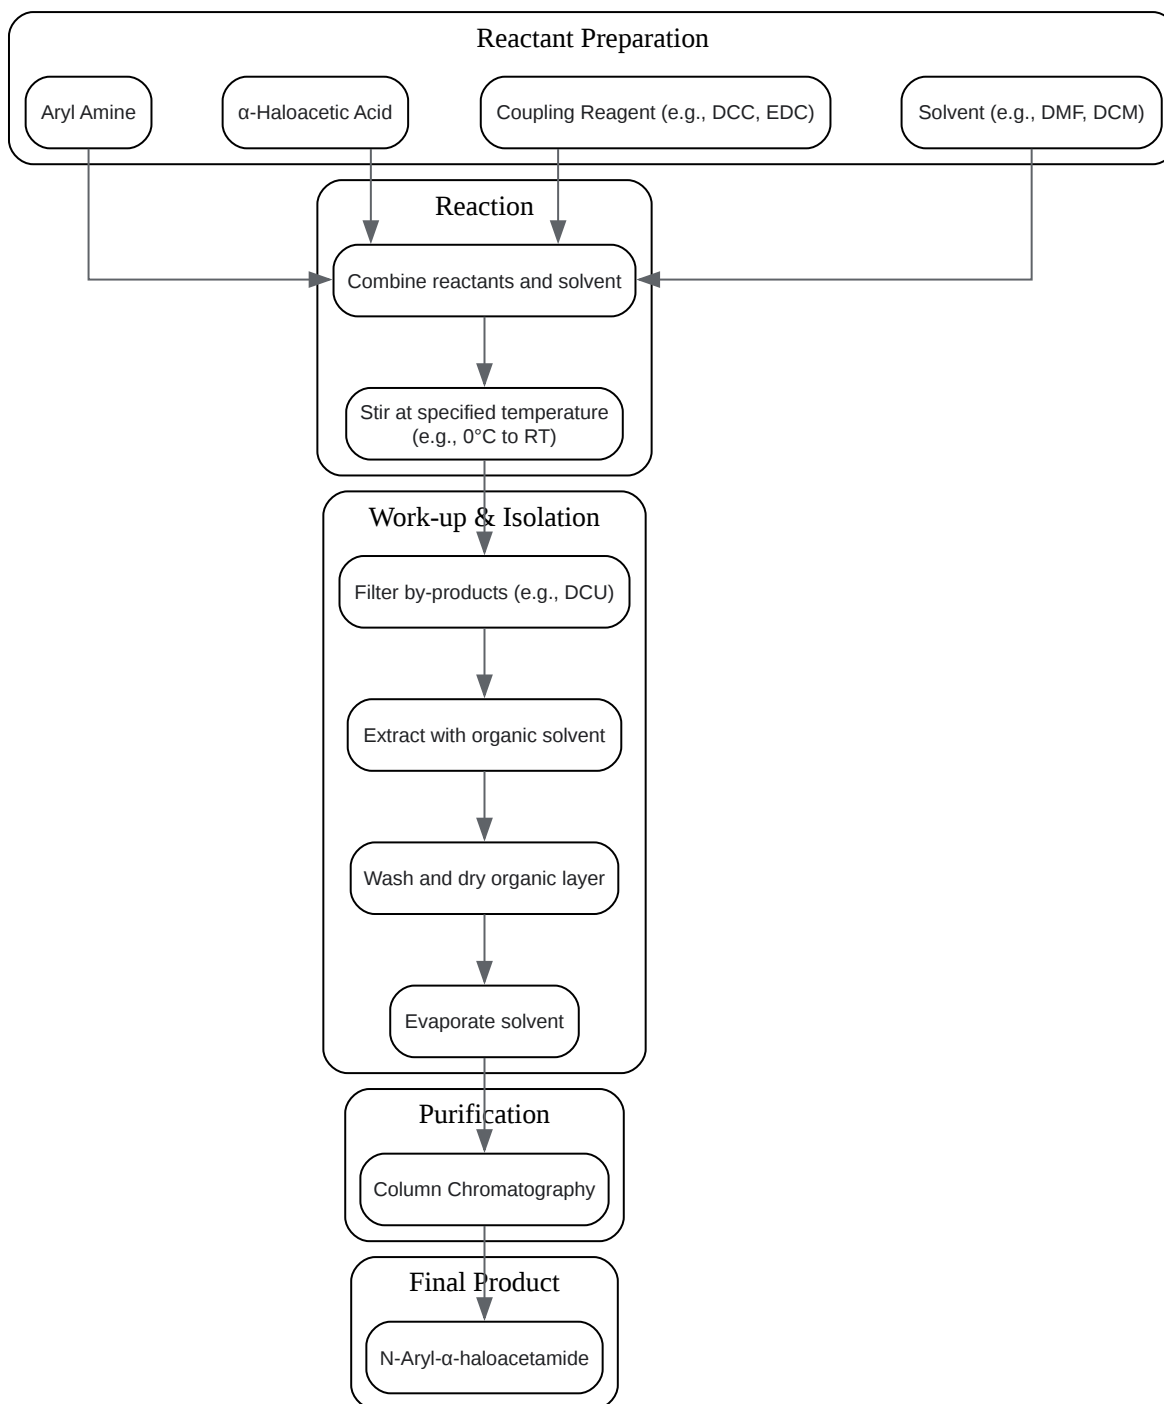 Reactant Preparation
Aryl Amine
α-Haloacetic Acid
Coupling Reagent (e.g., DCC, EDC)
Solvent (e.g., DMF, DCM)
Reaction
Combine reactants and solvent
Stir at specified temperature
(e.g., 0°C to RT)
Work-up & Isolation
Filter by-products (e.g., DCU)
Extract with organic solvent
Wash and dry organic layer
Evaporate solvent
Purification
Column Chromatography
Final Product
N-Aryl-α-haloacetamide